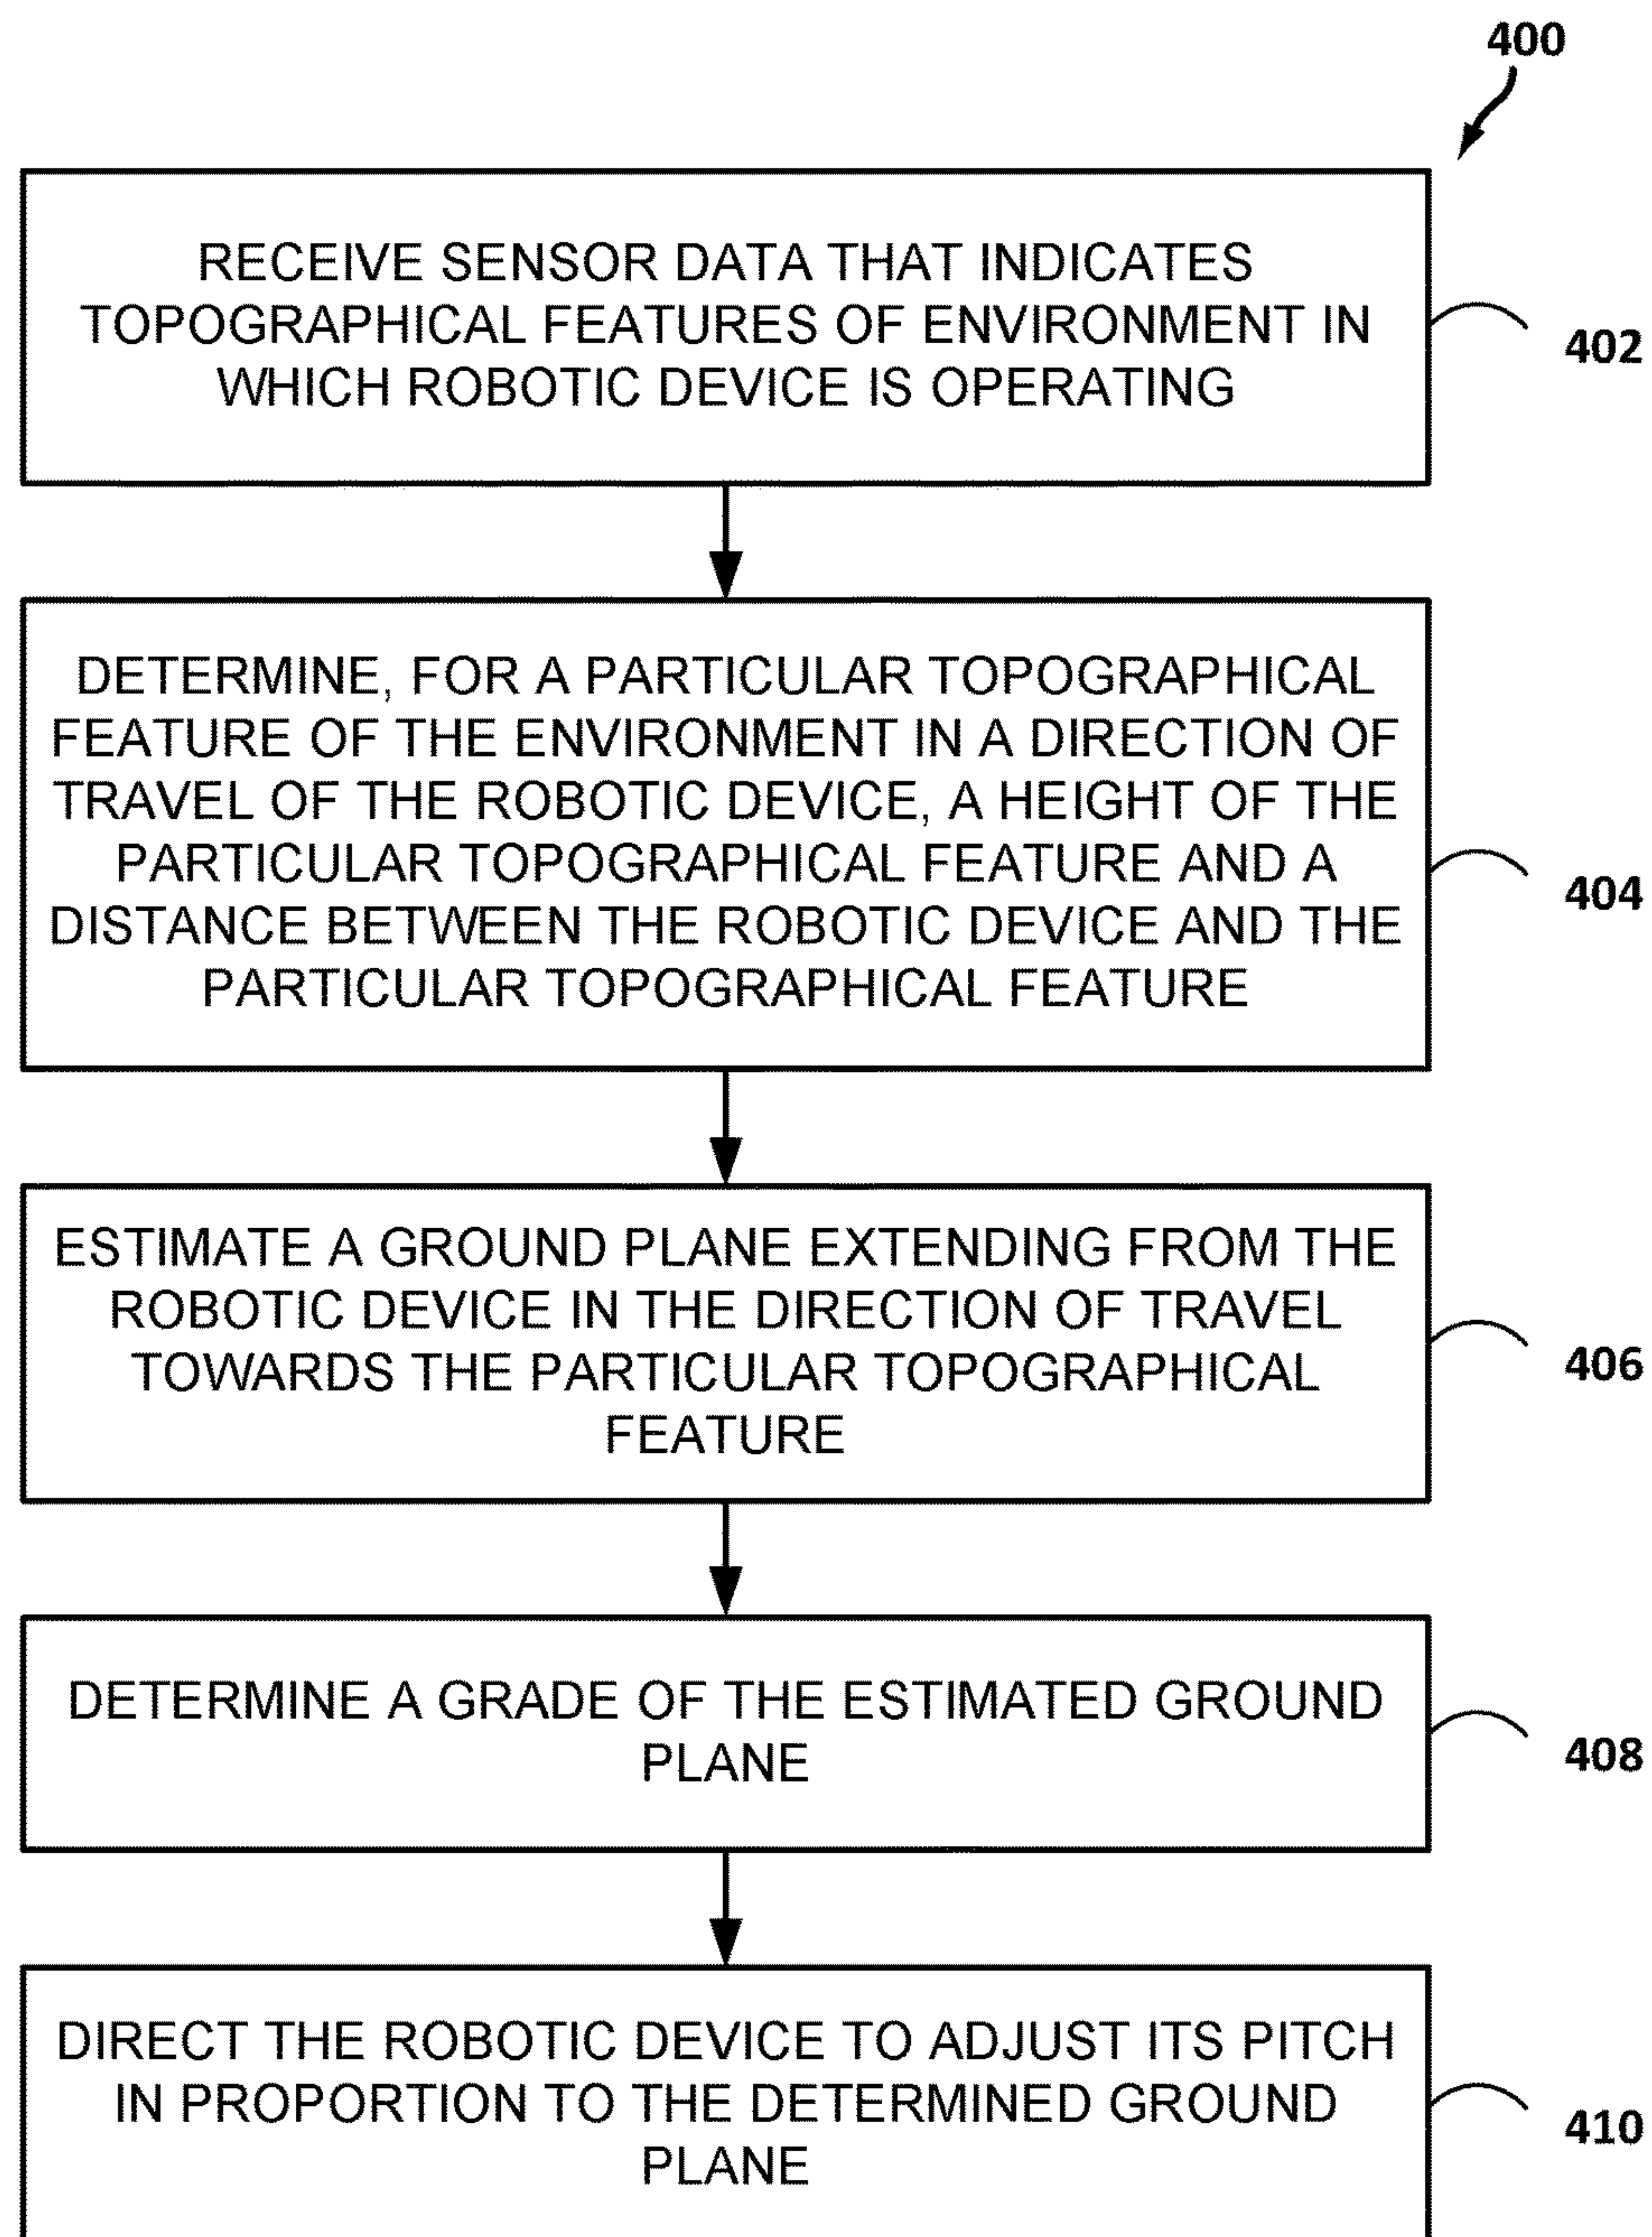 400
RECEIVE SENSOR DATA THAT INDICATES
TOPOGRAPHICAL FEATURES OF ENVIRONMENT IN
WHICH ROBOTIC DEVICE IS OPERATING
402
DETERMINE, FOR A PARTICULAR TOPOGRAPHICAL
FEATURE OF THE ENVIRONMENT IN A DIRECTION OF
TRAVEL OF THE ROBOTIC DEVICE, A HEIGHT OF THE
PARTICULAR TOPOGRAPHICAL FEATURE AND A
DISTANCE BETWEEN THE ROBOTIC DEVICE AND THE
PARTICULAR TOPOGRAPHICAL FEATURE
404
ESTIMATE A GROUND PLANE EXTENDING FROM THE
ROBOTIC DEVICE IN THE DIRECTION OF TRAVEL
TOWARDS THE PARTICULAR TOPOGRAPHICAL
FEATURE
406
DETERMINE A GRADE OF THE ESTIMATED GROUND
PLANE
408
DIRECT THE ROBOTIC DEVICE TO ADJUST ITS PITCH
IN PROPORTION TO THE DETERMINED GROUND
PLANE
410